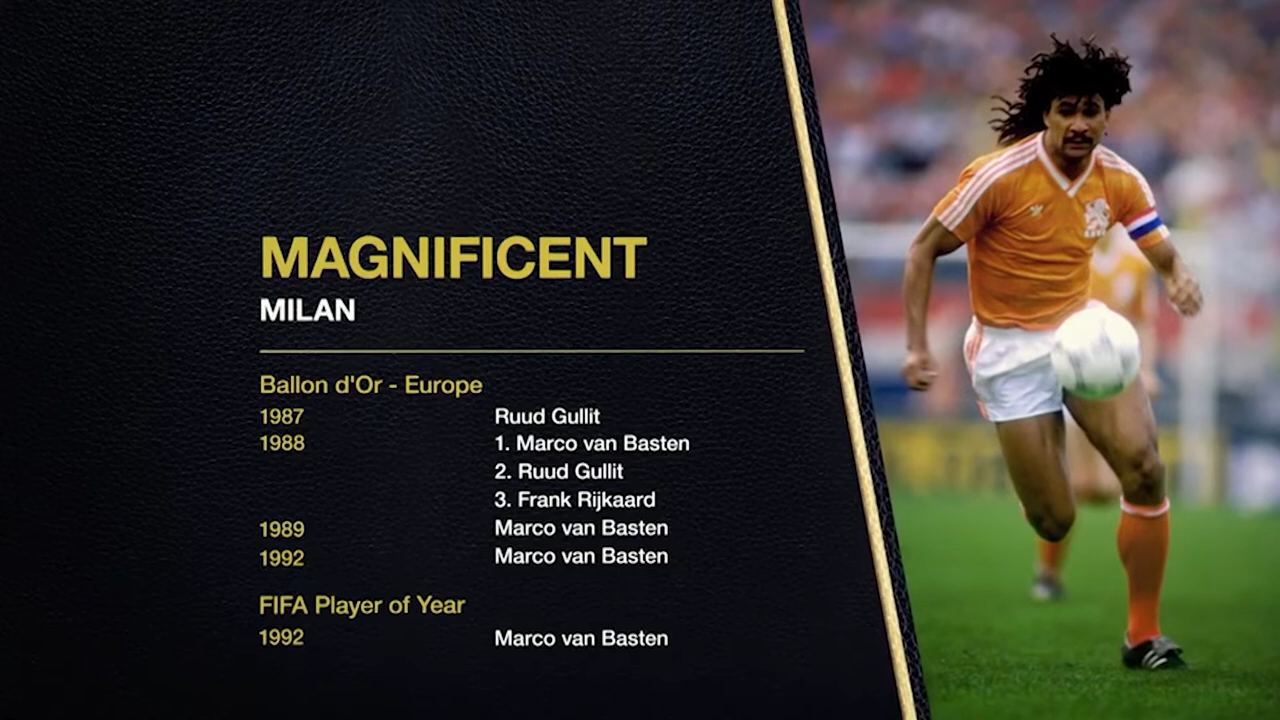 MAGNIFICENT
MILAN
Ballon d'Or - Europe
1987 Ruud Gullit
1988 1. Marco van Basten
2. Ruud Gullit
3. Frank Rijkaard
1989 Marco van Basten
1992 Marco van Basten
FIFA Player of Year
1992 Marco van Basten